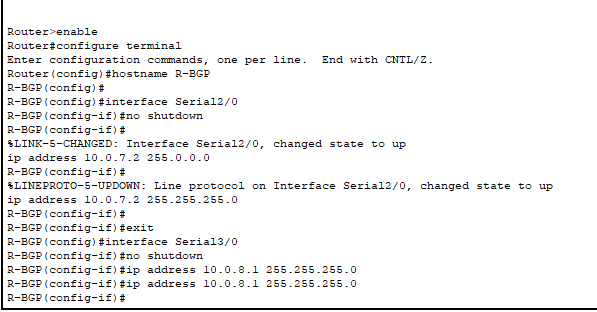 Router>enable
Router#configure terminal
Enter configuration commands, one per line.  End with CNTL/Z.
Router(config)#hostname R-BGP
R-BGP(config)#
R-BGP(config)#interface Serial2/0
R-BGP(config-if)#no shutdown
R-BGP(config-if)#
%LINK-5-CHANGED: Interface Serial2/0, changed state to up
ip address 10.0.7.2 255.0.0.0
R-BGP(config-if)#
%LINEPROTO-5-UPDOWN: Line protocol on Interface Serial2/0, changed state to up
ip address 10.0.7.2 255.255.255.0
R-BGP(config-if)#
R-BGP(config-if)#exit
R-BGP(config)#interface Serial3/0
R-BGP(config-if)#no shutdown
R-BGP(config-if)#ip address 10.0.8.1 255.255.255.0
R-BGP(config-if)#ip address 10.0.8.1 255.255.255.0
R-BGP(config-if)#